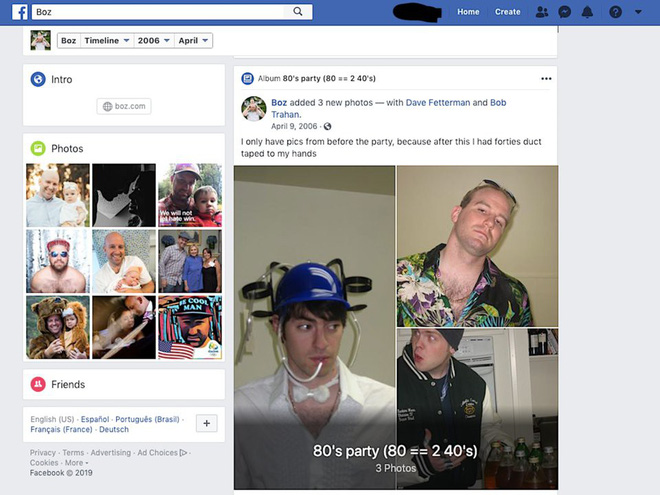 Boz
Home
Create
Boz
Timeline
2006
April
Intro
boz.com
Photos
We will not
let hate win.
BE COOL
MAN
Friends
English (US) · Español · Português (Brasil) ·
Français (France) · Deutsch
Privacy · Terms · Advertising · Ad Choices ·
Cookies · More
Facebook © 2019
Album 80's party (80 == 2 40's)
Boz added 3 new photos — with Dave Fetterman and Bob
Trahan.
April 9, 2006 ·
I only have pics from before the party, because after this I had forties duct
taped to my hands
80's party (80 == 2 40's)
3 Photos